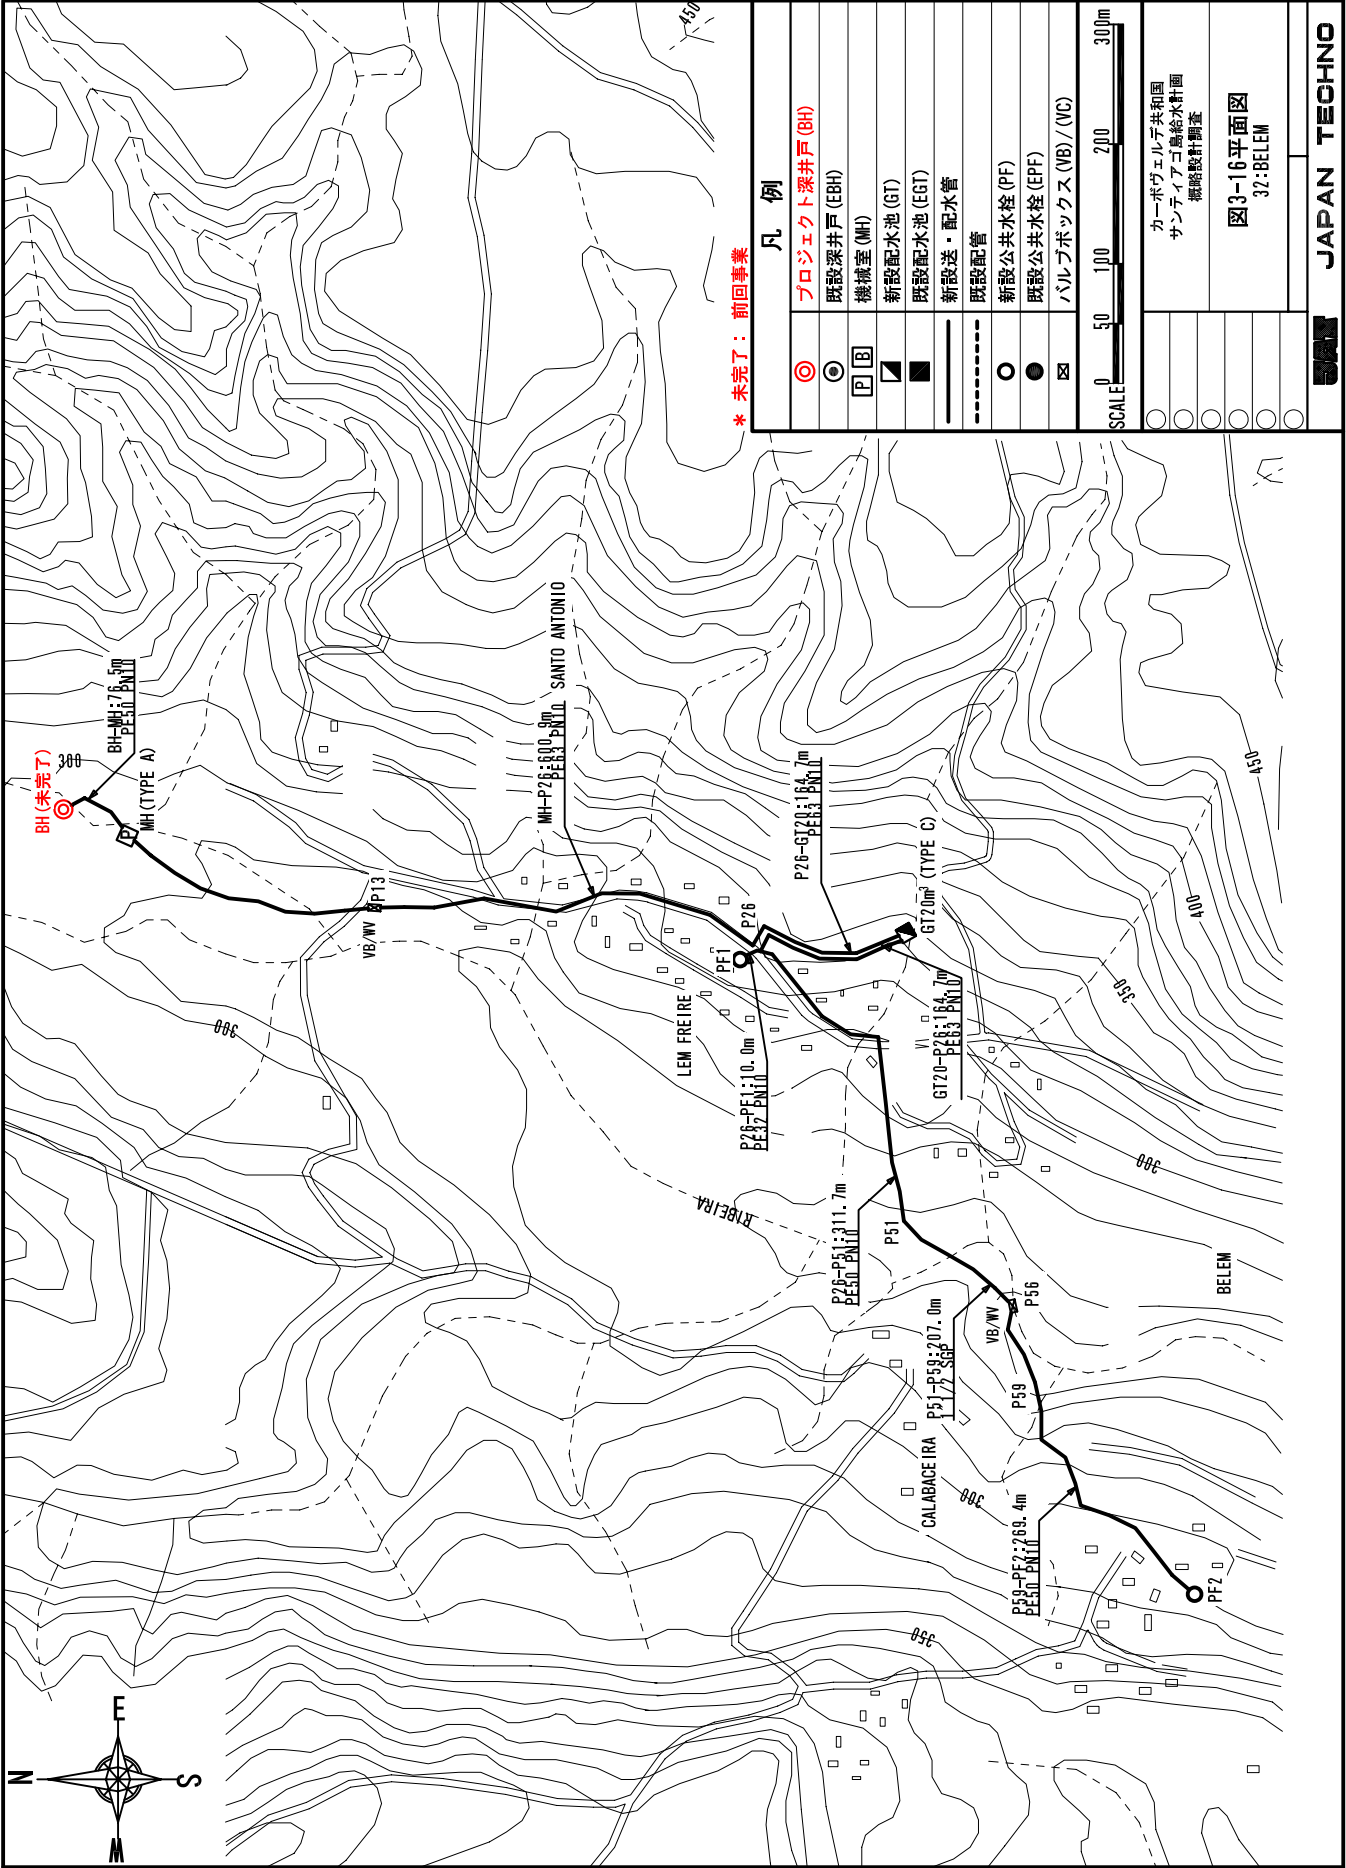 BH(未完了)
300
BH-MH:76.5m
PE50 PN10
MH(TYPE A)
VB/WV
P13
MH-P26:600.9m
PE63 PN10
SANTO ANTONIO
300
LEM FREIRE
PF1
P26
P26-GT20:164.7m
PE63 PN10
GT20m³(TYPE C)
GT20-P26:164.7m
PE63 PN10
P26-PF1:10.0m
PE32 PN10
RIBEIRA
P26-P51:311.7m
PE50 PN10
P51
P51-P59:207.0m
1"1/2 SGP
VB/WV
P56
P59
CALABACEIRA
300
P59-PF2:269.4m
PE50 PN10
PF2
BELEM
300
350
400
450
350
450
N
E
S
W
* 未完了: 前回事業
凡 例
プロジェクト深井戸(BH)
既設深井戸(EBH)
P B 機械室(MH)
新設配水池(GT)
既設配水池(EGT)
新設送・配水管
既設配管
新設公共水栓(PF)
既設公共水栓(EPF)
バルブボックス(VB)/(VC)
SCALE 0 50 100 200 300m
カーボヴェルデ共和国
サンティアゴ島給水計画
概略設計調査
図3-16平面図
32:BELEM
JAPAN TECHNO